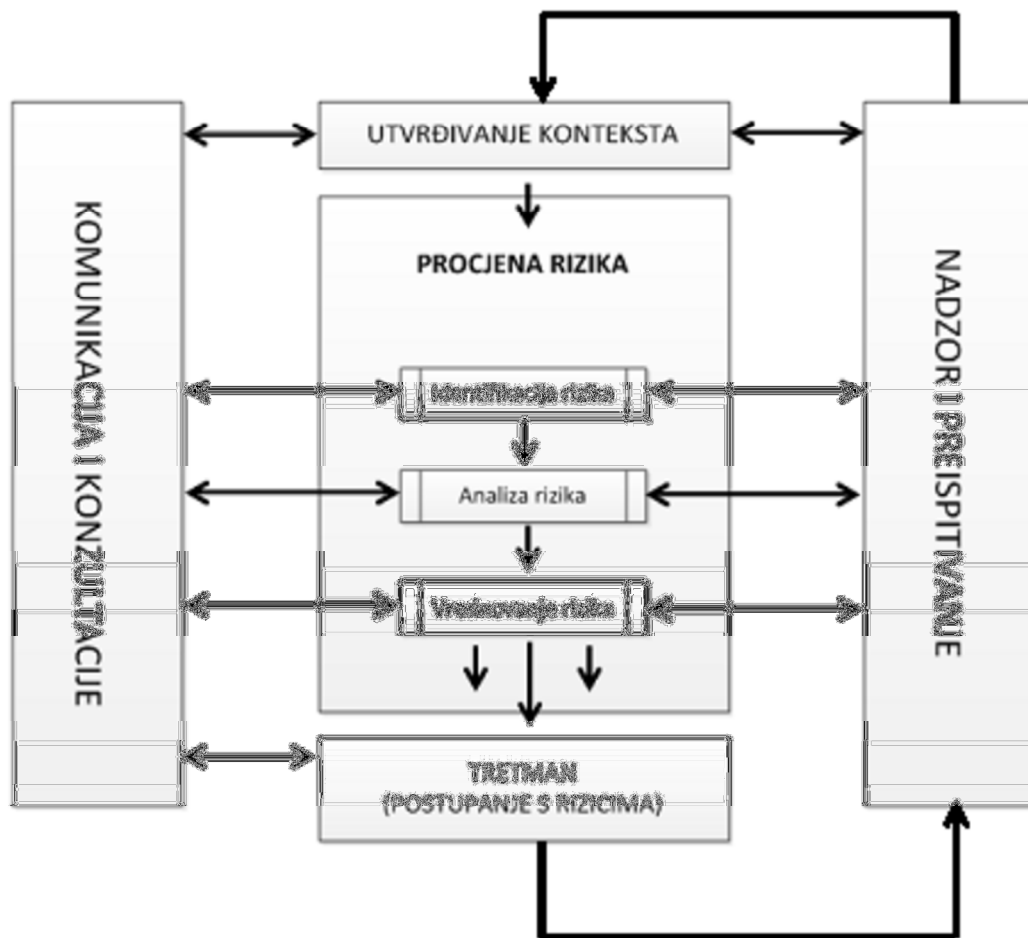 UTVRĐIVANJE KONTEKSTA
KOMUNIKACIJA I KONZULTACIJE
PROCJENA RIZIKA
NADZOR I PREISPITIVANJE
Identifikacija rizika
Analiza rizika
Vrednovanje rizika
TRETMAN
(POSTUPANJE S RIZICIMA)